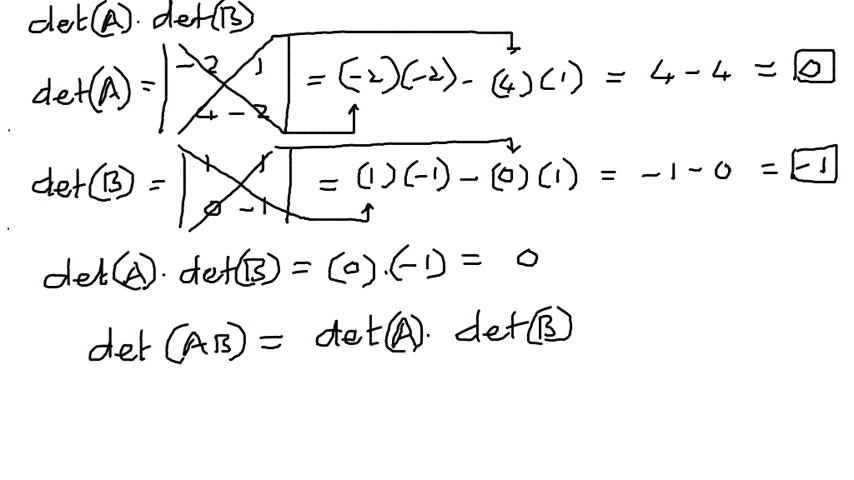 det(A). det(B)
det(A) = |-2 1 4 -2| = (-2)(-2) - (4)(1) = 4 - 4 = 0
det(B) = |1 1 0 -1| = (1)(-1) - (0)(1) = -1 - 0 = -1
det(A). det(B) = (0).(-1) = 0
det (AB) = det(A). det(B)